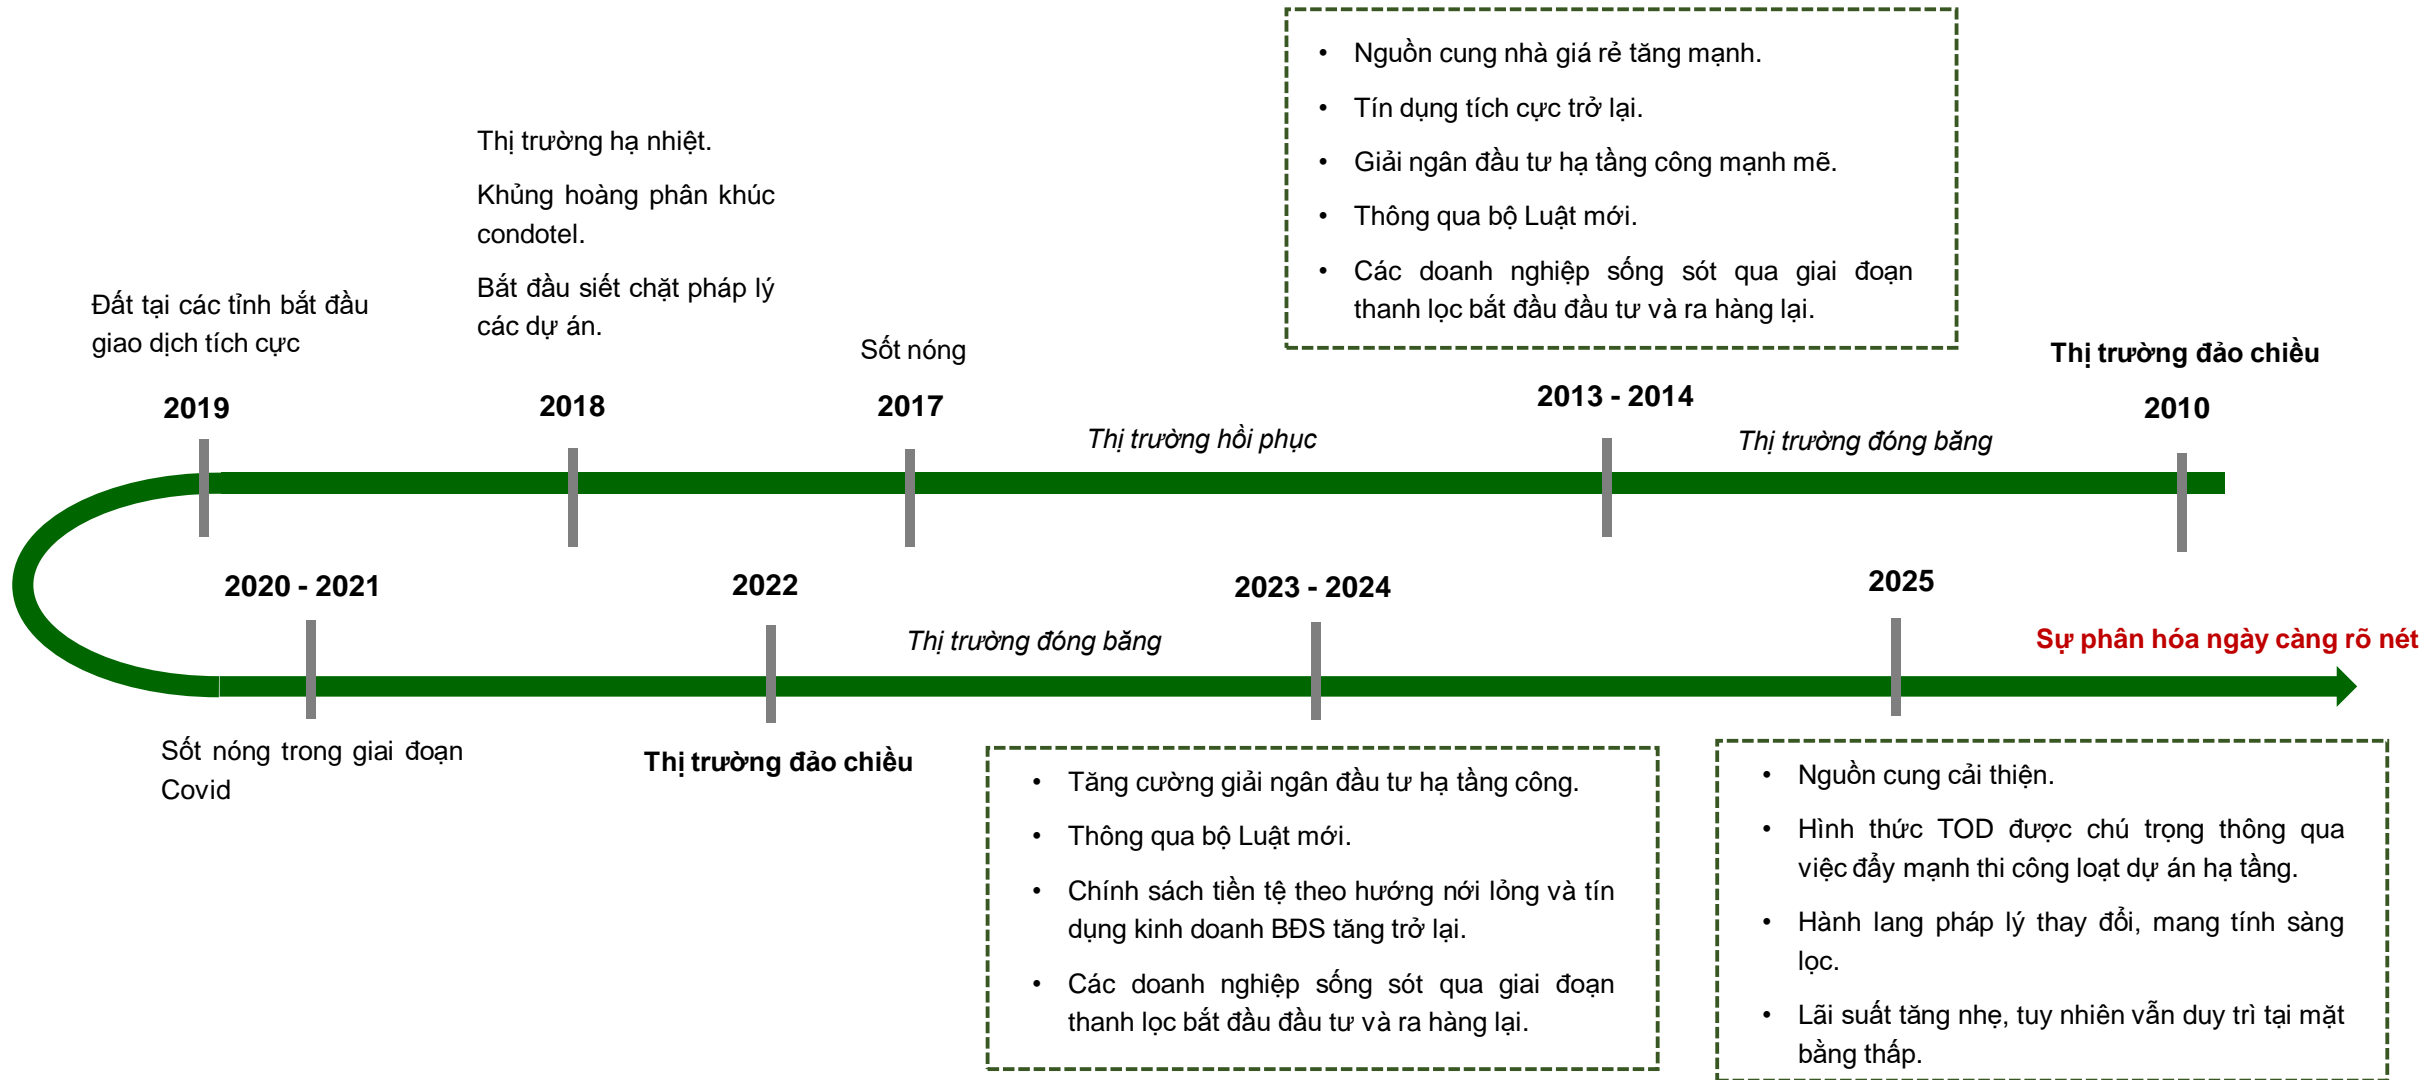 • Nguồn cung nhà giá rẻ tăng mạnh.
• Tín dụng tích cực trở lại.
• Giải ngân đầu tư hạ tầng công mạnh mẽ.
• Thông qua bộ Luật mới.
• Các doanh nghiệp sống sót qua giai đoạn
thanh lọc bắt đầu đầu tư và ra hàng lại.
Thị trường hạ nhiệt.
Khủng hoàng phân khúc
condotel.
Bắt đầu siết chặt pháp lý
các dự án.
Đất tại các tỉnh bắt đầu
giao dịch tích cực
Sốt nóng
Thị trường đảo chiều
2019
2018
2017
2013 - 2014
2010
Thị trường hồi phục
Thị trường đóng băng
2020 - 2021
2022
2023 - 2024
2025
Thị trường đóng băng
Sự phân hóa ngày càng rõ nét
Sốt nóng trong giai đoạn
Covid
Thị trường đảo chiều
• Tăng cường giải ngân đầu tư hạ tầng công.
• Thông qua bộ Luật mới.
• Chính sách tiền tệ theo hướng nới lỏng và tín
dụng kinh doanh BĐS tăng trở lại.
• Các doanh nghiệp sống sót qua giai đoạn
thanh lọc bắt đầu đầu tư và ra hàng lại.
• Nguồn cung cải thiện.
• Hình thức TOD được chú trọng thông qua
việc đẩy mạnh thi công loạt dự án hạ tầng.
• Hành lang pháp lý thay đổi, mang tính sàng
lọc.
• Lãi suất tăng nhẹ, tuy nhiên vẫn duy trì tại mặt
bằng thấp.